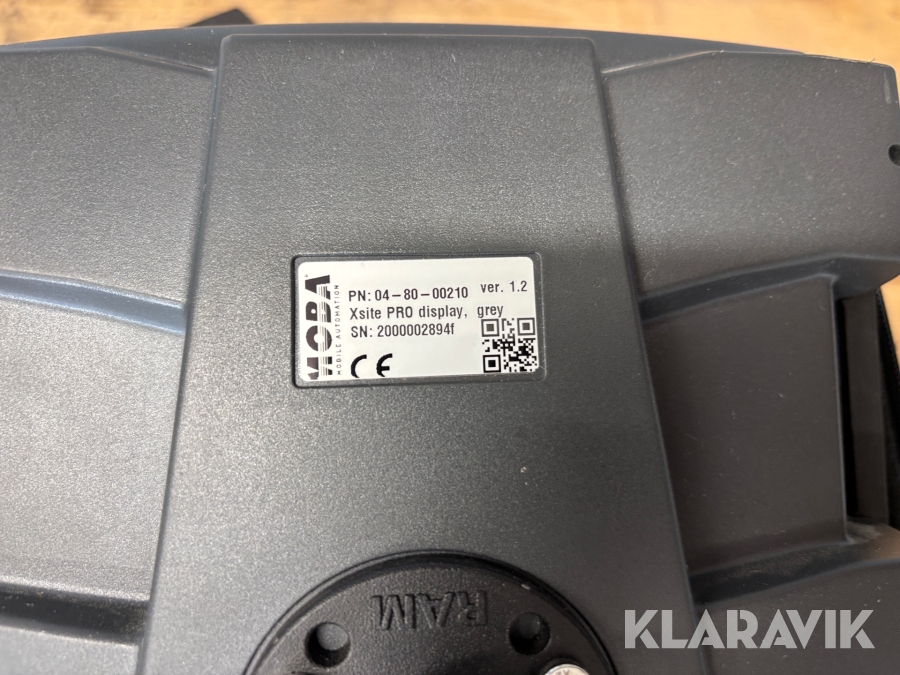 MOBA
MOBILE AUTOMATION
PN: 04-80-00210 ver. 1.2
Xsite PRO display, grey
SN: 2000002894f
CE
RAM
KLARAVIK